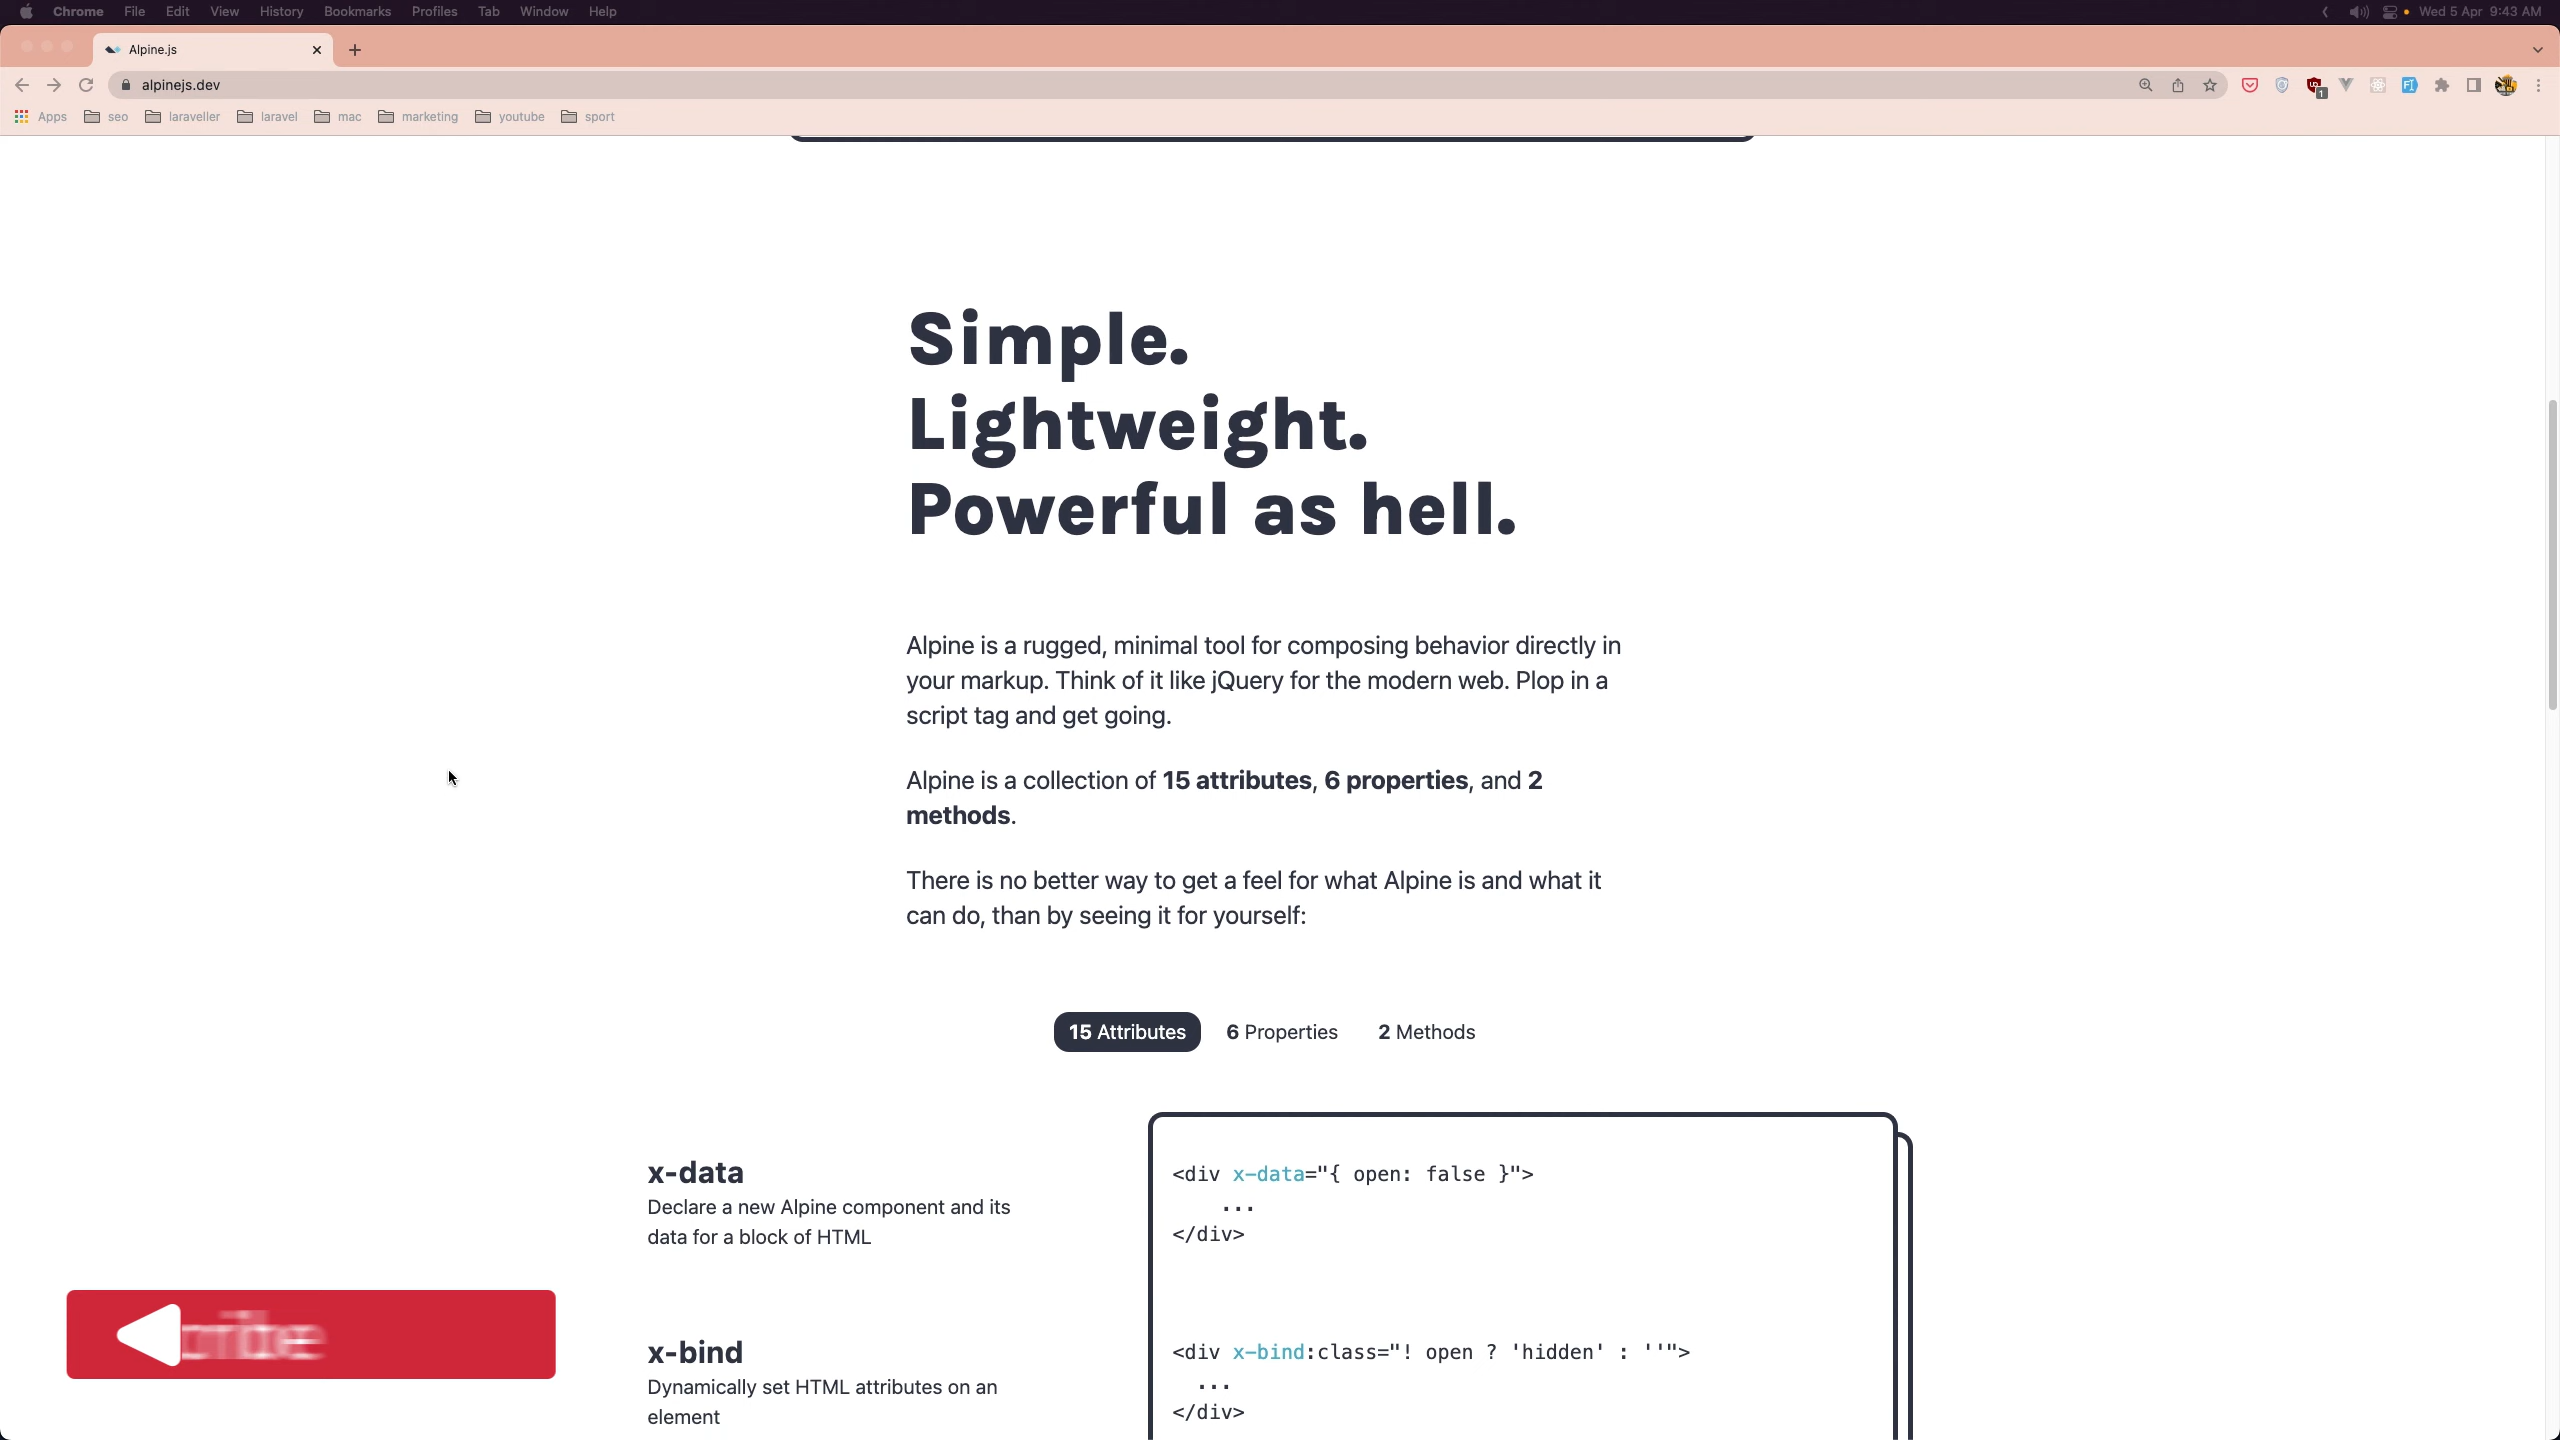 Chrome File Edit View History Bookmarks Profiles Tab Window Help
Wed 5 Apr 9:43 AM
Alpine.js
alpinejs.dev
1
Apps seo laraveller laravel mac marketing youtube sport
Simple.
Lightweight.
Powerful as hell.
Alpine is a rugged, minimal tool for composing behavior directly in
your markup. Think of it like jQuery for the modern web. Plop in a
script tag and get going.
Alpine is a collection of 15 attributes, 6 properties, and 2
methods.
There is no better way to get a feel for what Alpine is and what it
can do, than by seeing it for yourself:
15 Attributes 6 Properties 2 Methods
x-data
Declare a new Alpine component and its
data for a block of HTML
<div x-data="{ open: false }">
...
</div>
x-bind
Dynamically set HTML attributes on an
element
<div x-bind:class="! open ? 'hidden' : ''">
...
</div>